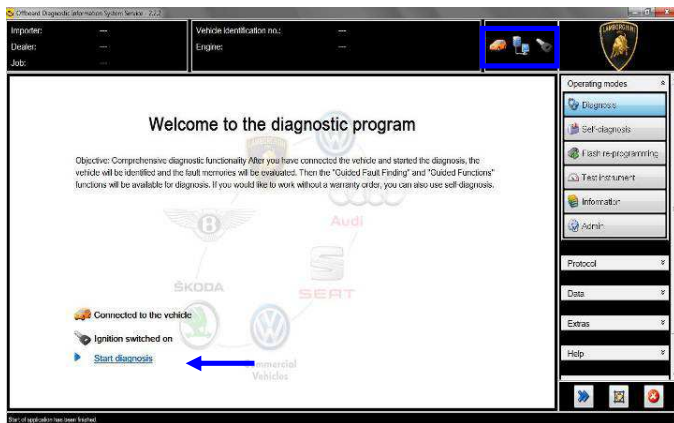 Offboard Diagnostic Information System Service - 2.2.2
Importer: ---
Dealer: ---
Job: ---
Vehicle identification no.: ---
Engine: ---
LAMBORGHINI
Welcome to the diagnostic program
Objective: Comprehensive diagnostic functionality After you have connected the vehicle and started the diagnosis, the
vehicle will be identified and the fault memories will be evaluated. Then the "Guided Fault Finding" and "Guided Functions"
functions will be available for diagnosis. If you would like to work without a warranty order, you can also use self-diagnosis.
Audi
ŠKODA
SEAT
Commercial
Vehicles
Connected to the vehicle
Ignition switched on
Start diagnosis
Operating modes
Diagnosis
Self-diagnosis
Flash re-programming
Test instrument
Information
Admin
Protocol
Data
Extras
Help
Start of application has been finished